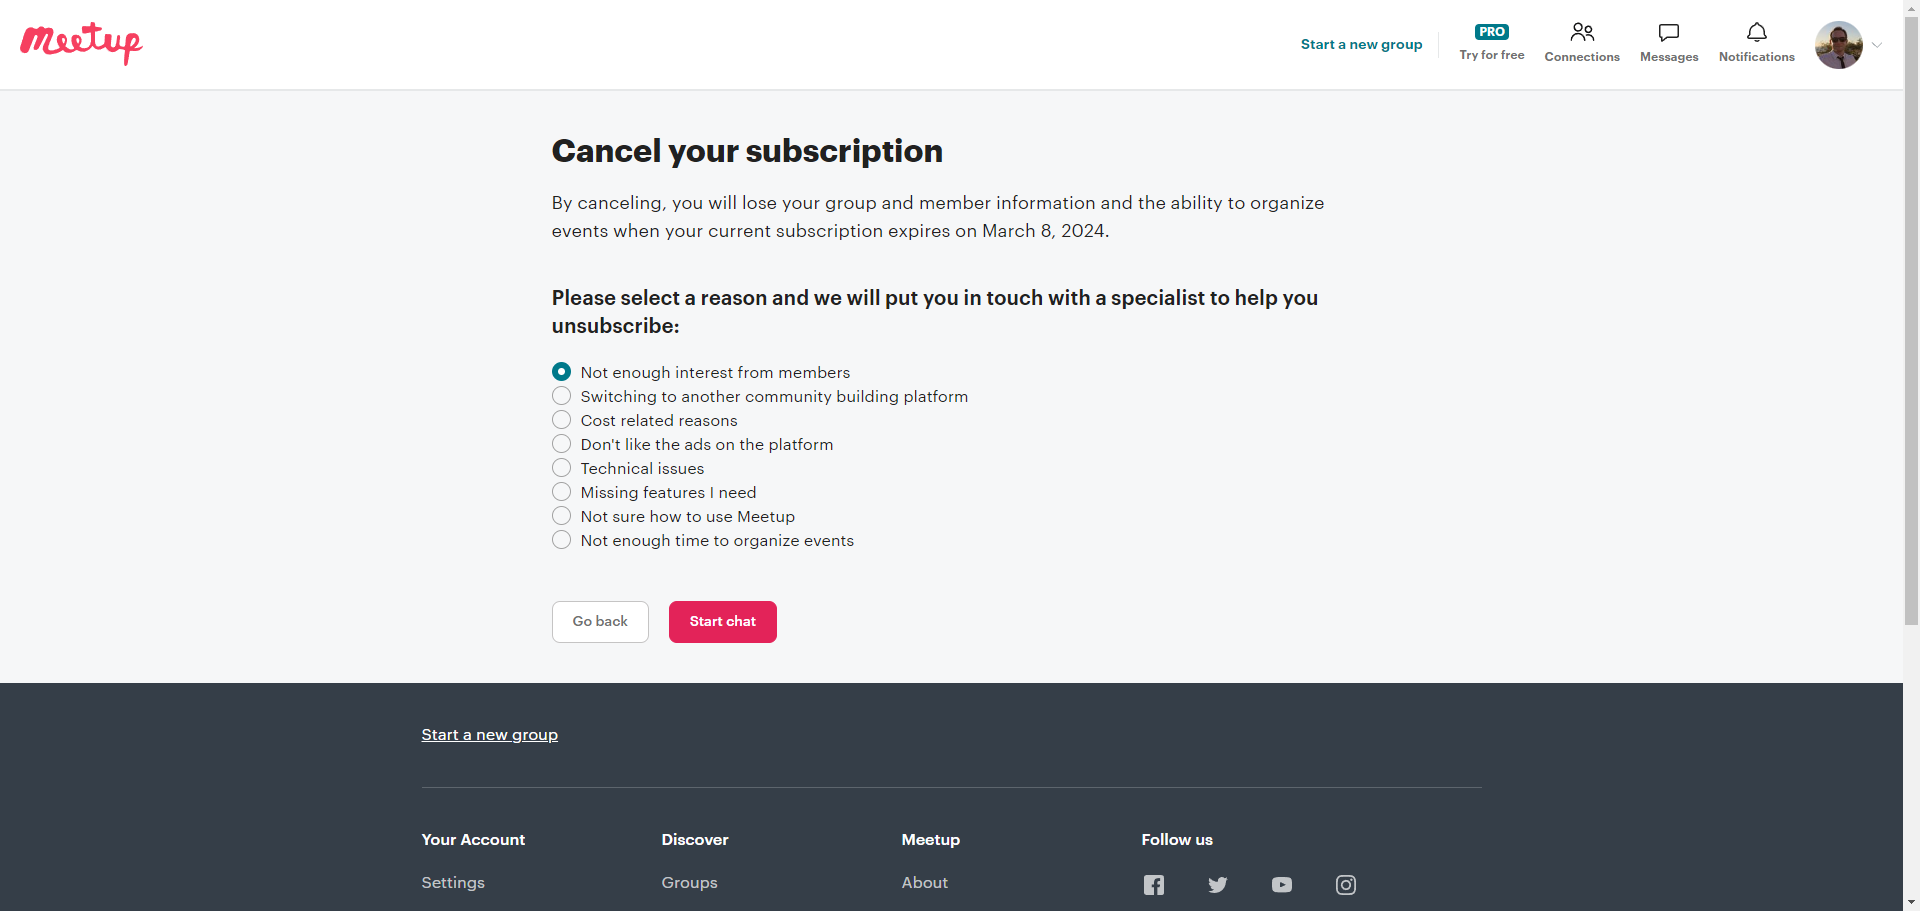 Meetup
Start a new group
PRO
Try for free
Connections
Messages
Notifications
Cancel your subscription
By canceling, you will lose your group and member information and the ability to organize
events when your current subscription expires on March 8, 2024.
Please select a reason and we will put you in touch with a specialist to help you
unsubscribe:
Not enough interest from members
Switching to another community building platform
Cost related reasons
Don't like the ads on the platform
Technical issues
Missing features I need
Not sure how to use Meetup
Not enough time to organize events
Go back
Start chat
Start a new group
Your Account
Discover
Meetup
Follow us
Settings
Groups
About